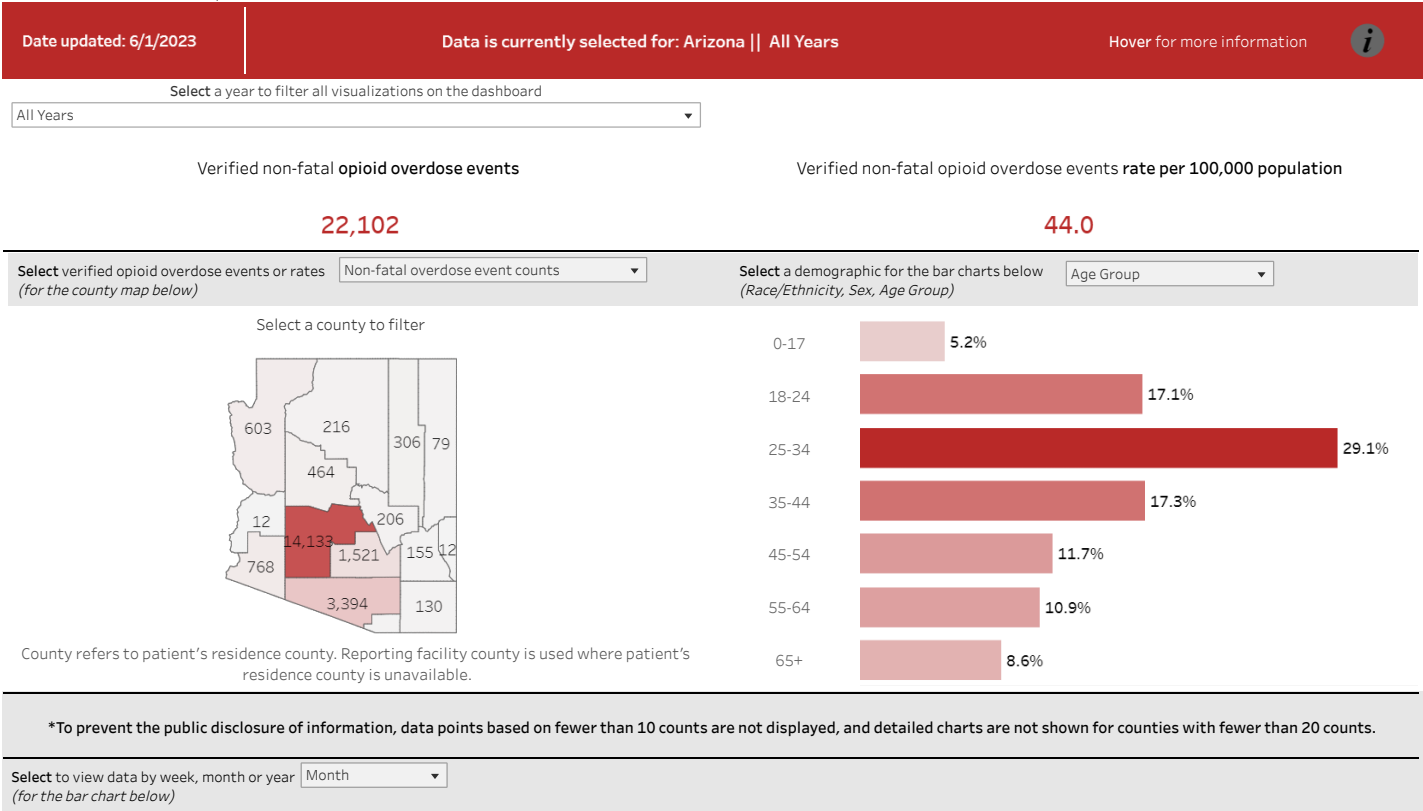 Date updated: 6/1/2023
Data is currently selected for: Arizona || All Years
Hover for more information
i
Select a year to filter all visualizations on the dashboard
All Years
Verified non-fatal opioid overdose events
Verified non-fatal opioid overdose events rate per 100,000 population
22,102
44.0
Select verified opioid overdose events or rates
(for the county map below)
Non-fatal overdose event counts
Select a demographic for the bar charts below
(Race/Ethnicity, Sex, Age Group)
Age Group
Select a county to filter
603
216
306
79
464
12
206
14,133
1,521
155
12
768
3,394
130
County refers to patient's residence county. Reporting facility county is used where patient's
residence county is unavailable.
0-17 5.2%
18-24 17.1%
25-34 29.1%
35-44 17.3%
45-54 11.7%
55-64 10.9%
65+ 8.6%
*To prevent the public disclosure of information, data points based on fewer than 10 counts are not displayed, and detailed charts are not shown for counties with fewer than 20 counts.
Select to view data by week, month or year
(for the bar chart below)
Month